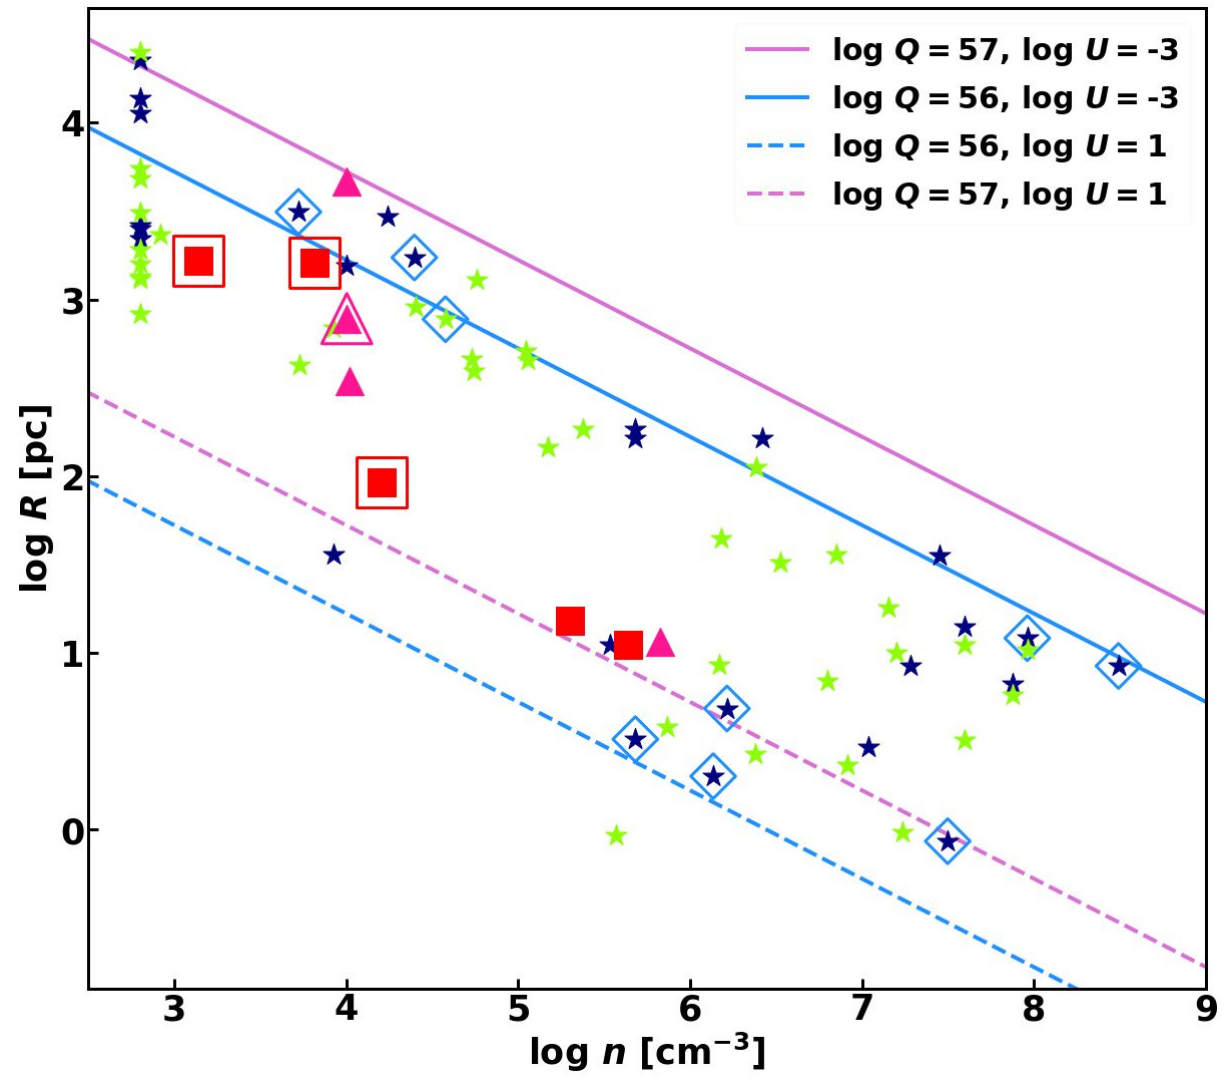 log Q = 57, log U = -3
log Q = 56, log U = -3
log Q = 56, log U = 1
log Q = 57, log U = 1
4
3
2
1
0
log R [pc]
3 4 5 6 7 8 9
log n [cm⁻³]